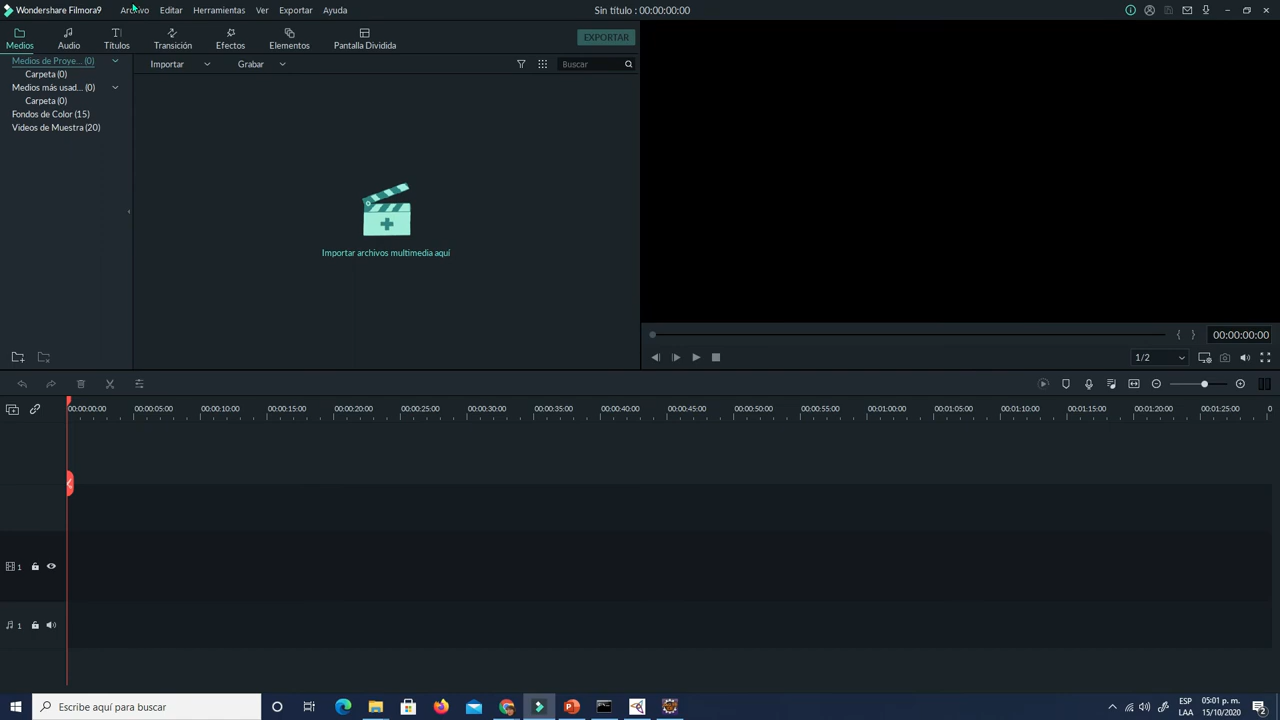 Wondershare Filmora9 Archivo Editar Herramientas Ver Exportar Ayuda Sin título : 00:00:00:00
Medios Audio Títulos Transición Efectos Elementos Pantalla Dividida EXPORTAR
Medios de Proye... (0)
Carpeta (0)
Medios más usad... (0)
Carpeta (0)
Fondos de Color (15)
Videos de Muestra (20)
Importar Grabar Buscar
Importar archivos multimedia aquí
{ } 00:00:00:00
1/2
00:00:00:00 00:00:05:00 00:00:10:00 00:00:15:00 00:00:20:00 00:00:25:00 00:00:30:00 00:00:35:00 00:00:40:00 00:00:45:00 00:00:50:00 00:00:55:00 00:01:00:00 00:01:05:00 00:01:10:00 00:01:15:00 00:01:20:00 00:01:25:00 0
1
1
Escribe aquí para buscar
ESP
LAA
05:01 p. m.
15/10/2020
2